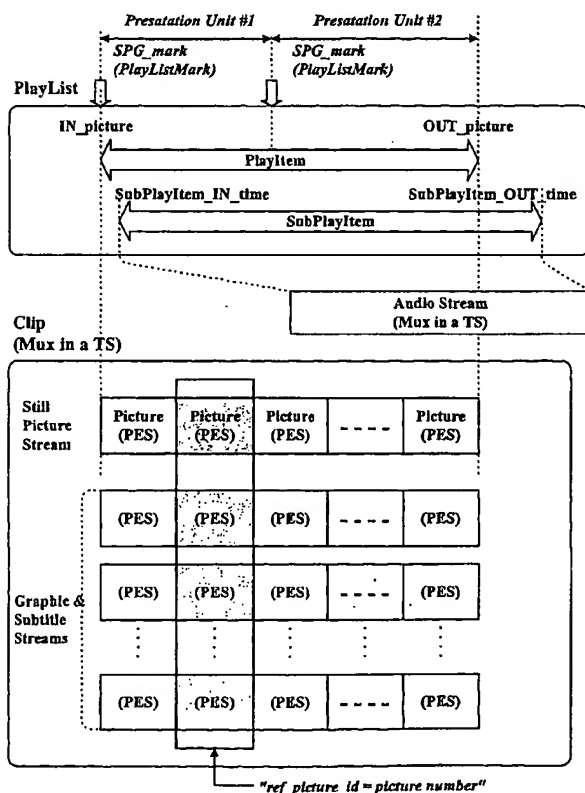 Presatation Unit #1 Presatation Unit #2
SPG_mark SPG_mark
(PlayListMark) (PlayListMark)
PlayList
IN_picture OUT_picture
PlayItem
SubPlayItem_IN_time SubPlayItem_OUT_time
SubPlayItem
Audio Stream
(Mux in a TS)
Clip
(Mux in a TS)
Still
Picture
Stream
Picture Picture Picture ---- Picture
(PES) (PES) (PES) (PES)
(PES) (PES) (PES) ---- (PES)
Graphic &
Subtitle
Streams
(PES) (PES) (PES) ---- (PES)
(PES) (PES) (PES) ---- (PES)
"ref_picture_id = picture number"